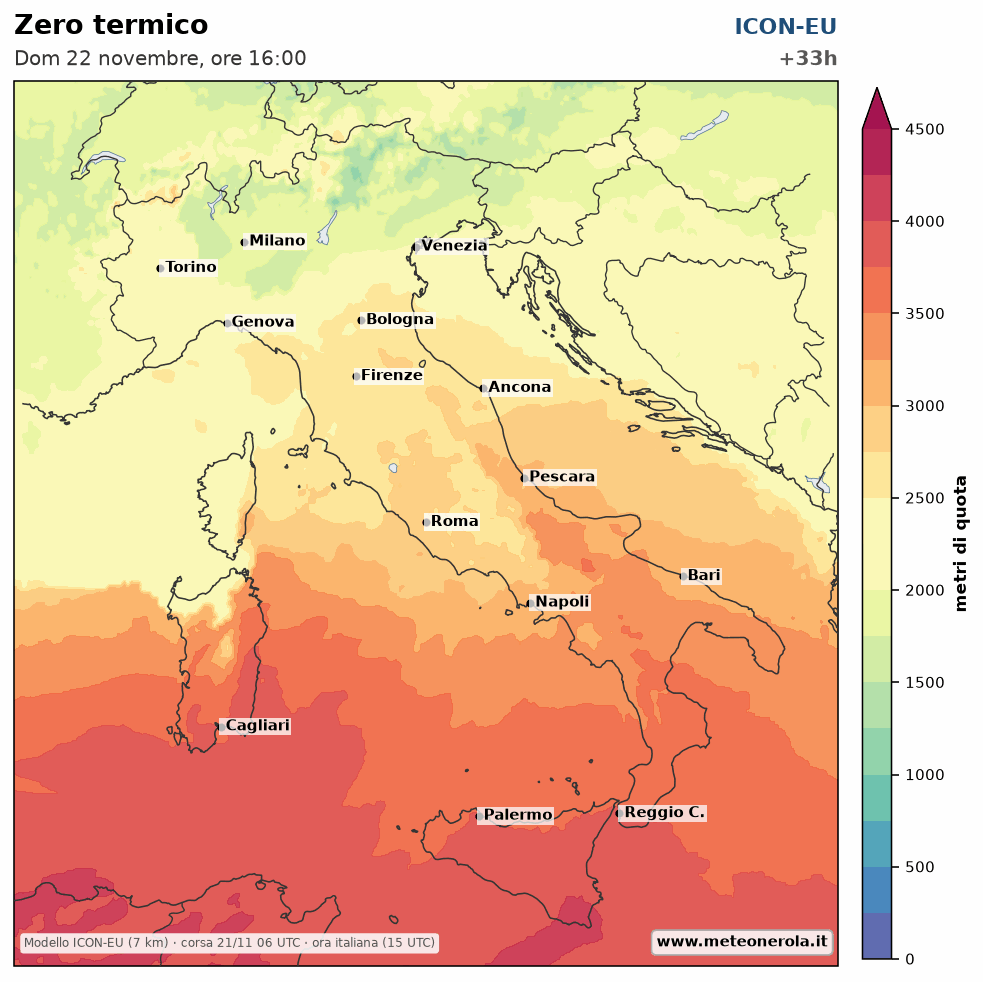 Zero termico
ICON-EU
Dom 22 novembre, ore 16:00
+33h
4500
4000
3500
3000
2500
2000
1500
1000
500
0
metri di quota
Milano
Venezia
Torino
Genova
Bologna
Firenze
Ancona
Pescara
Roma
Bari
Napoli
Cagliari
Palermo
Reggio C.
Modello ICON-EU (7 km) · corsa 21/11 06 UTC · ora italiana (15 UTC)
www.meteonerola.it